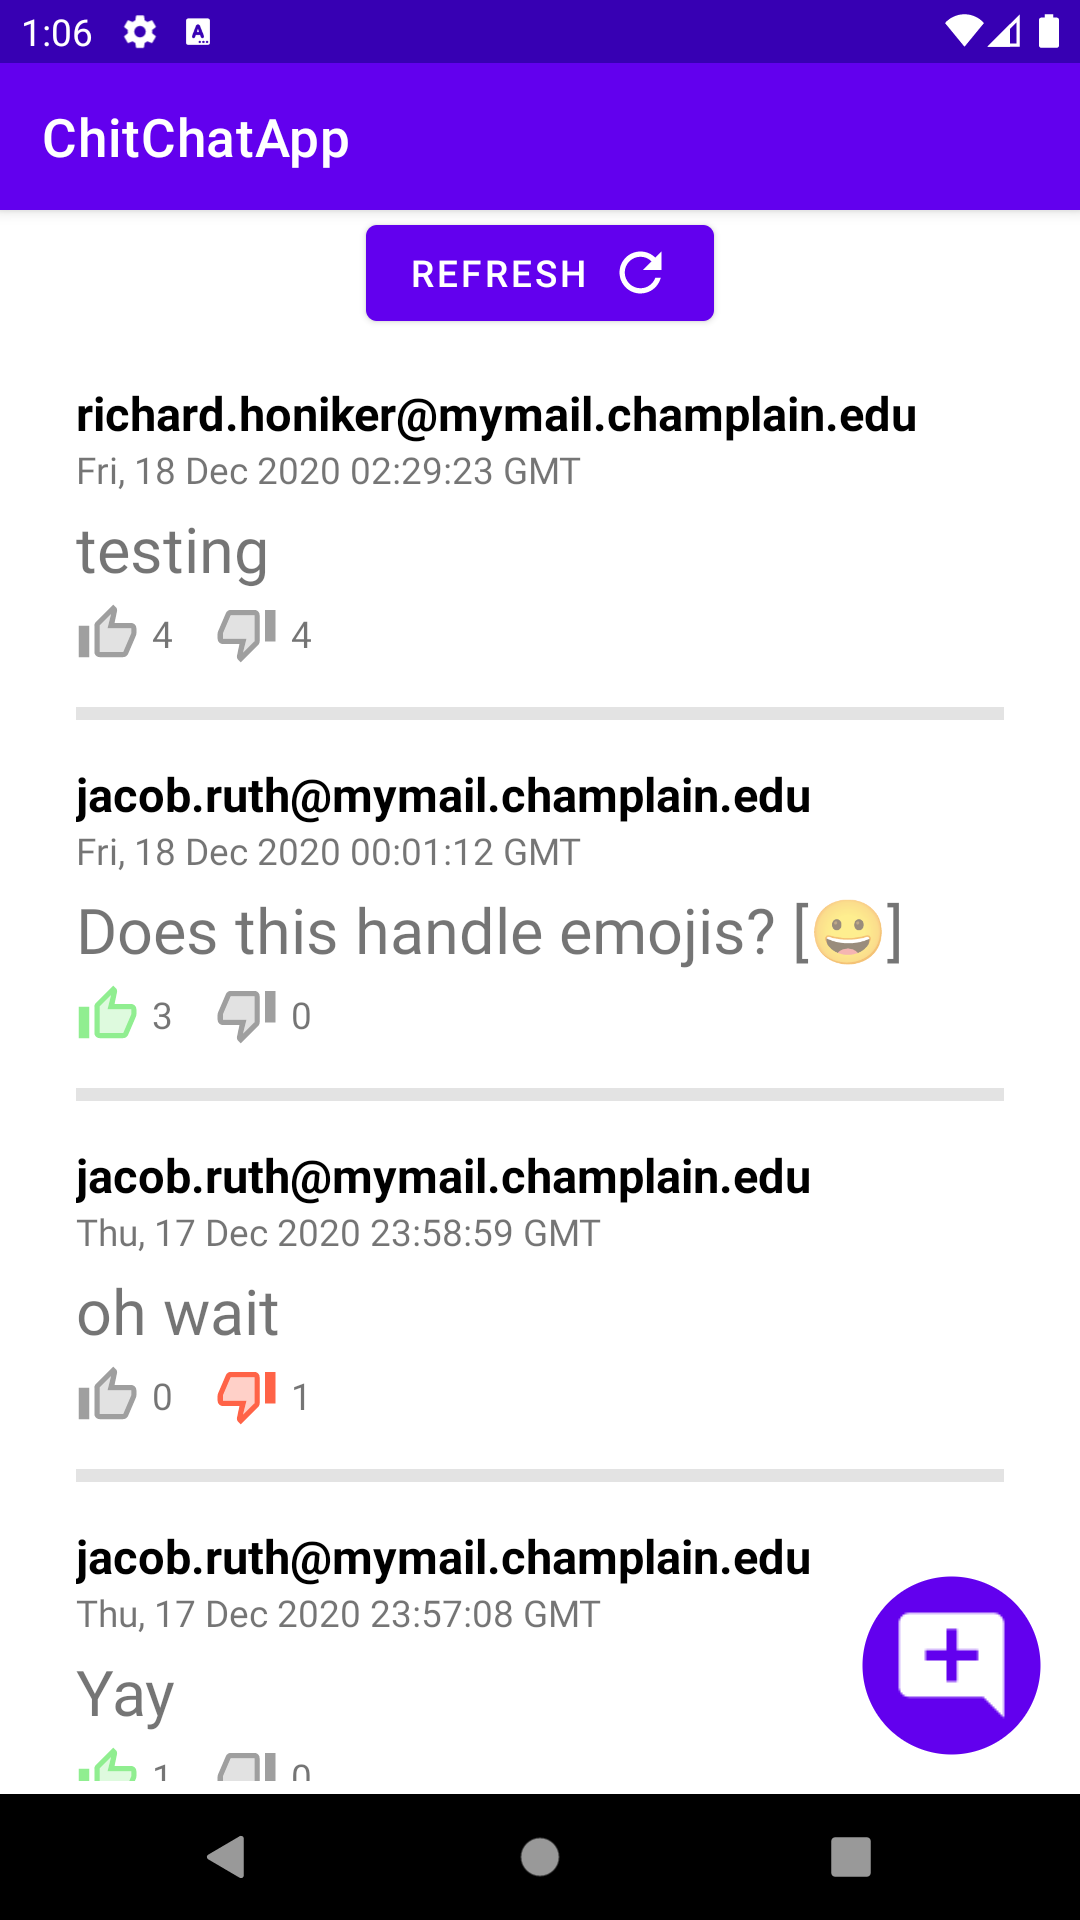 1:06
ChitChatApp
REFRESH
richard.honiker@mymail.champlain.edu
Fri, 18 Dec 2020 02:29:23 GMT
testing
4 4
jacob.ruth@mymail.champlain.edu
Fri, 18 Dec 2020 00:01:12 GMT
Does this handle emojis? [😀]
3 0
jacob.ruth@mymail.champlain.edu
Thu, 17 Dec 2020 23:58:59 GMT
oh wait
0 1
jacob.ruth@mymail.champlain.edu
Thu, 17 Dec 2020 23:57:08 GMT
Yay
1 0